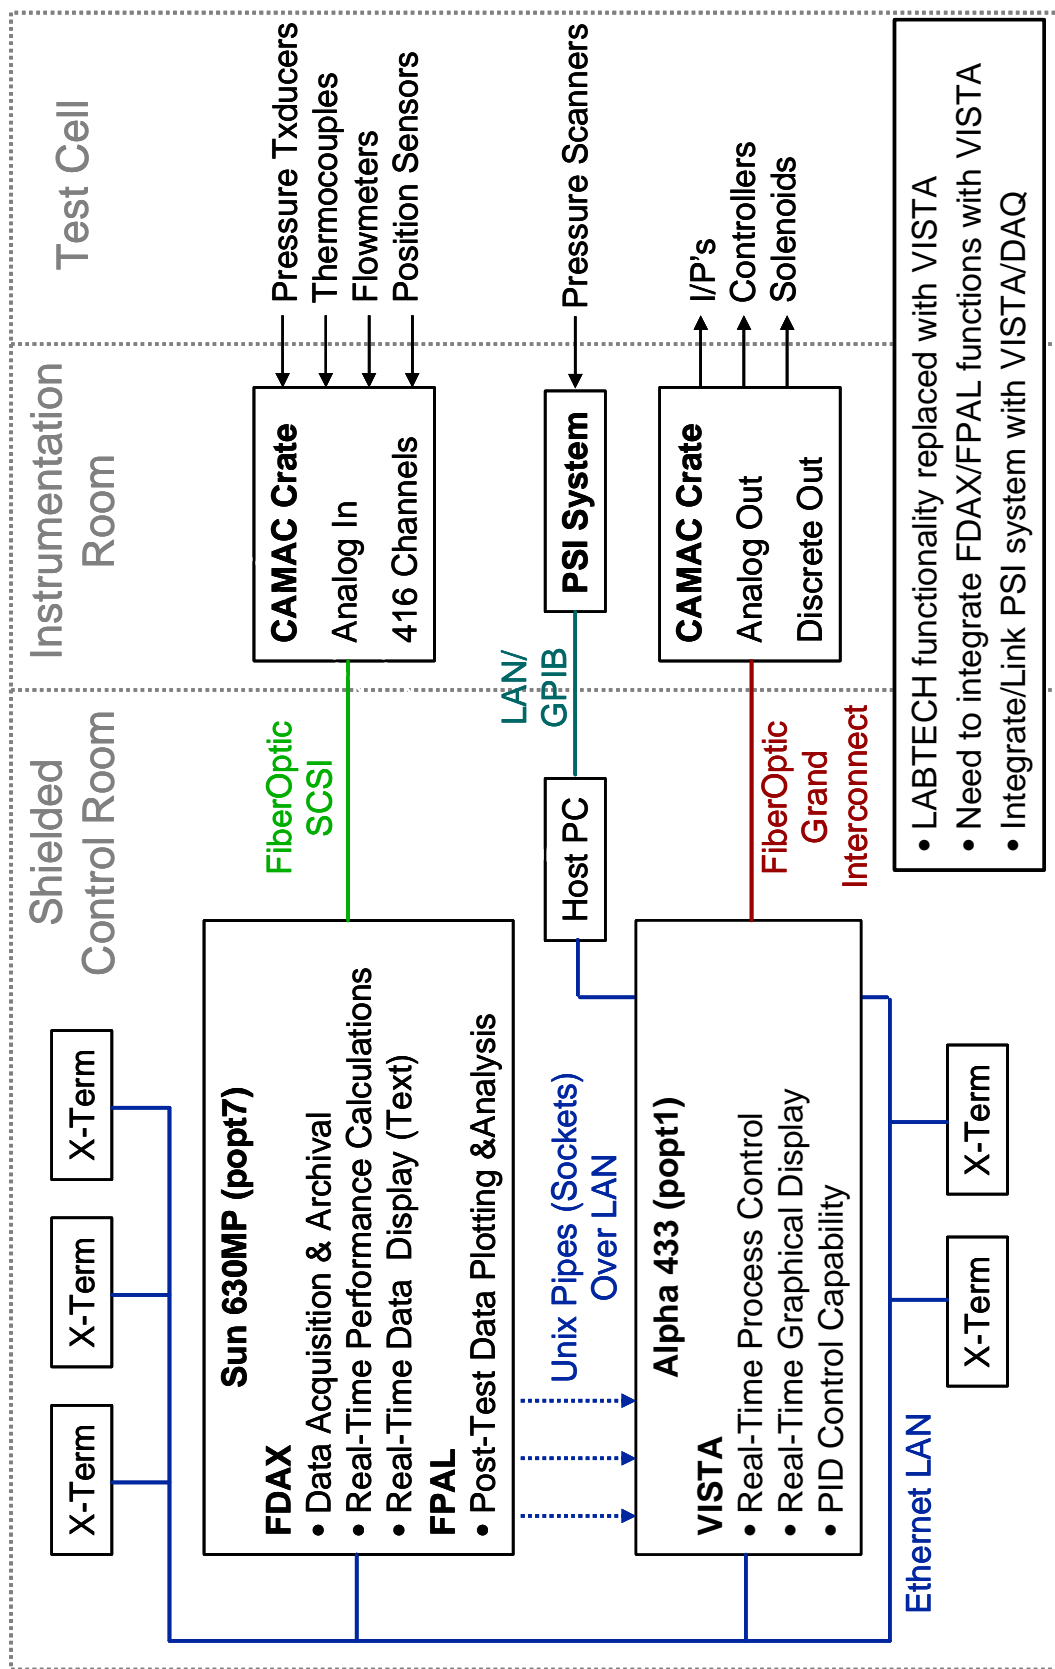 Shielded
Control Room
Instrumentation
Room
Test Cell
X-Term
X-Term
X-Term
Sun 630MP (popt7)
FDAX
• Data Acquisition & Archival
• Real-Time Performance Calculations
• Real-Time Data Display (Text)
FPAL
• Post-Test Data Plotting &Analysis
FiberOptic
SCSI
CAMAC Crate
Analog In
416 Channels
Pressure Txducers
Thermocouples
Flowmeters
Position Sensors
Unix Pipes (Sockets)
Over LAN
Host PC
LAN/
GPIB
PSI System
Pressure Scanners
Alpha 433 (popt1)
VISTA
• Real-Time Process Control
• Real-Time Graphical Display
• PID Control Capability
FiberOptic
Grand
Interconnect
CAMAC Crate
Analog Out
Discrete Out
I/P's
Controllers
Solenoids
Ethernet LAN
X-Term
X-Term
• LABTECH functionality replaced with VISTA
• Need to integrate FDAX/FPAL functions with VISTA
• Integrate/Link PSI system with VISTA/DAQ